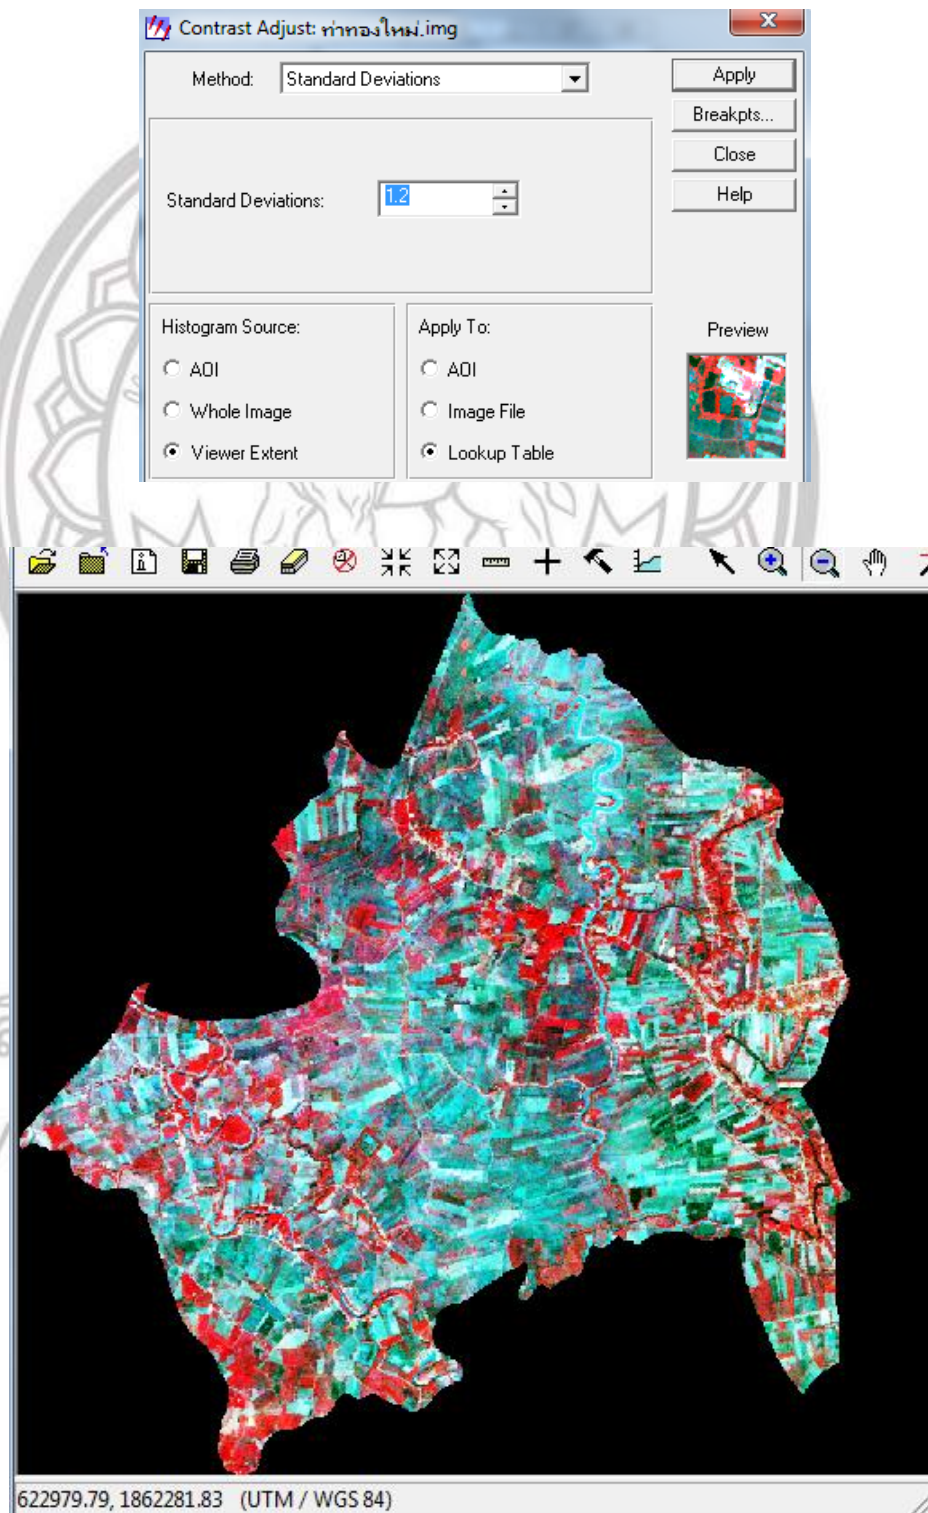 Contrast Adjust: ท่าทองใหม่.img
Method: Standard Deviations Apply
Breakpts...
Close
Standard Deviations: 1.2 Help
Histogram Source: Apply To: Preview
AOI AOI
Whole Image Image File
Viewer Extent Lookup Table
622979.79, 1862281.83 (UTM / WGS 84)